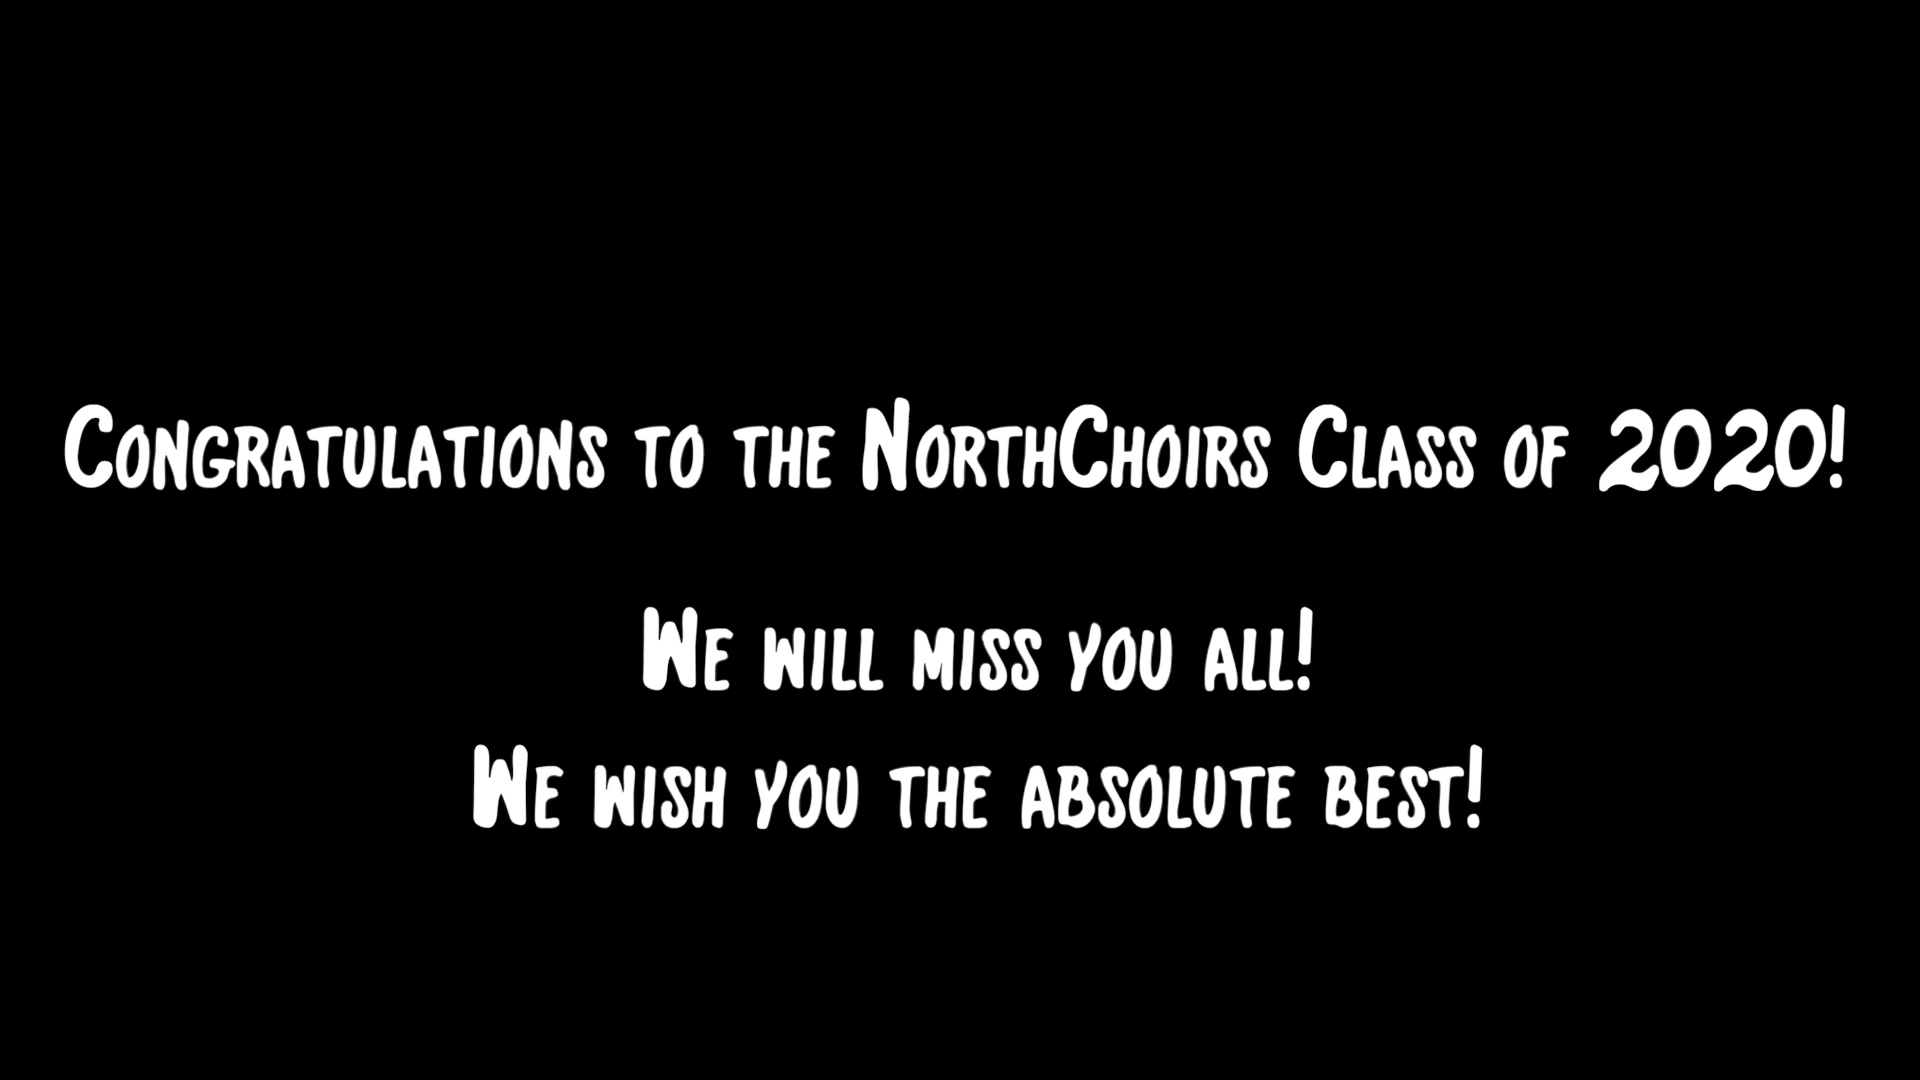 Congratulations to the NorthChoirs Class of 2020!
We will miss you all!
We wish you the absolute best!